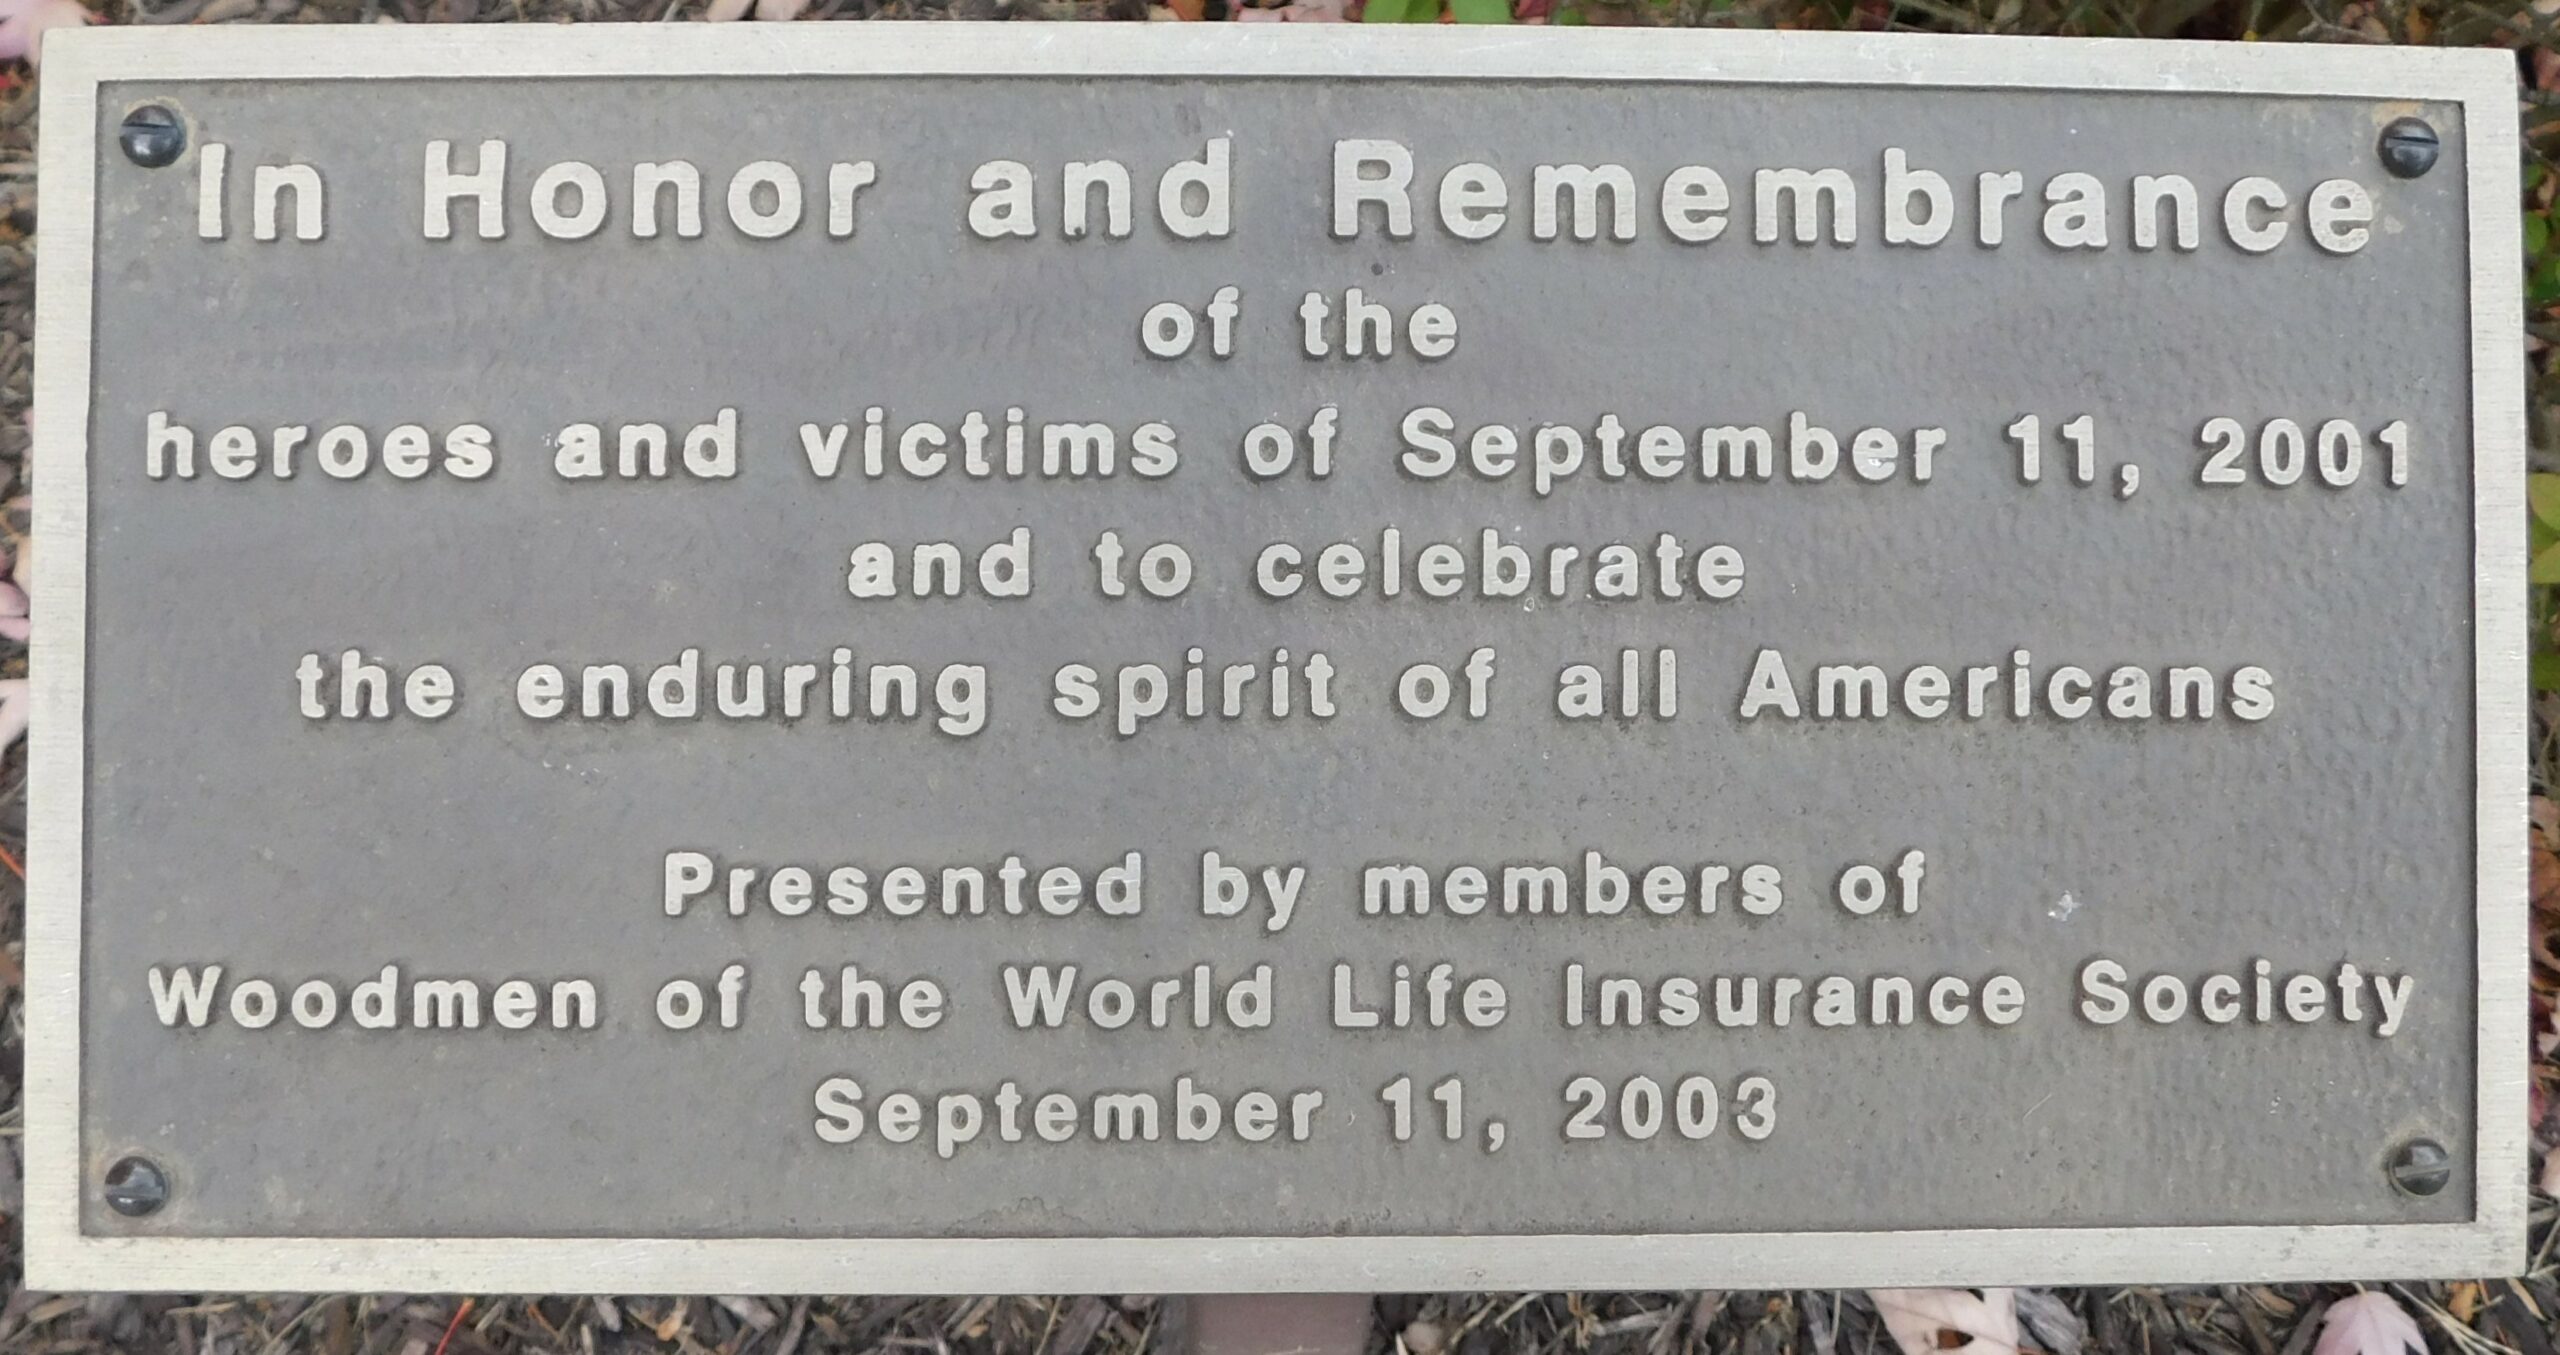 In Honor and Remembrance
of the
heroes and victims of September 11, 2001
and to celebrate
the enduring spirit of all Americans
Presented by members of
Woodmen of the World Life Insurance Society
September 11, 2003